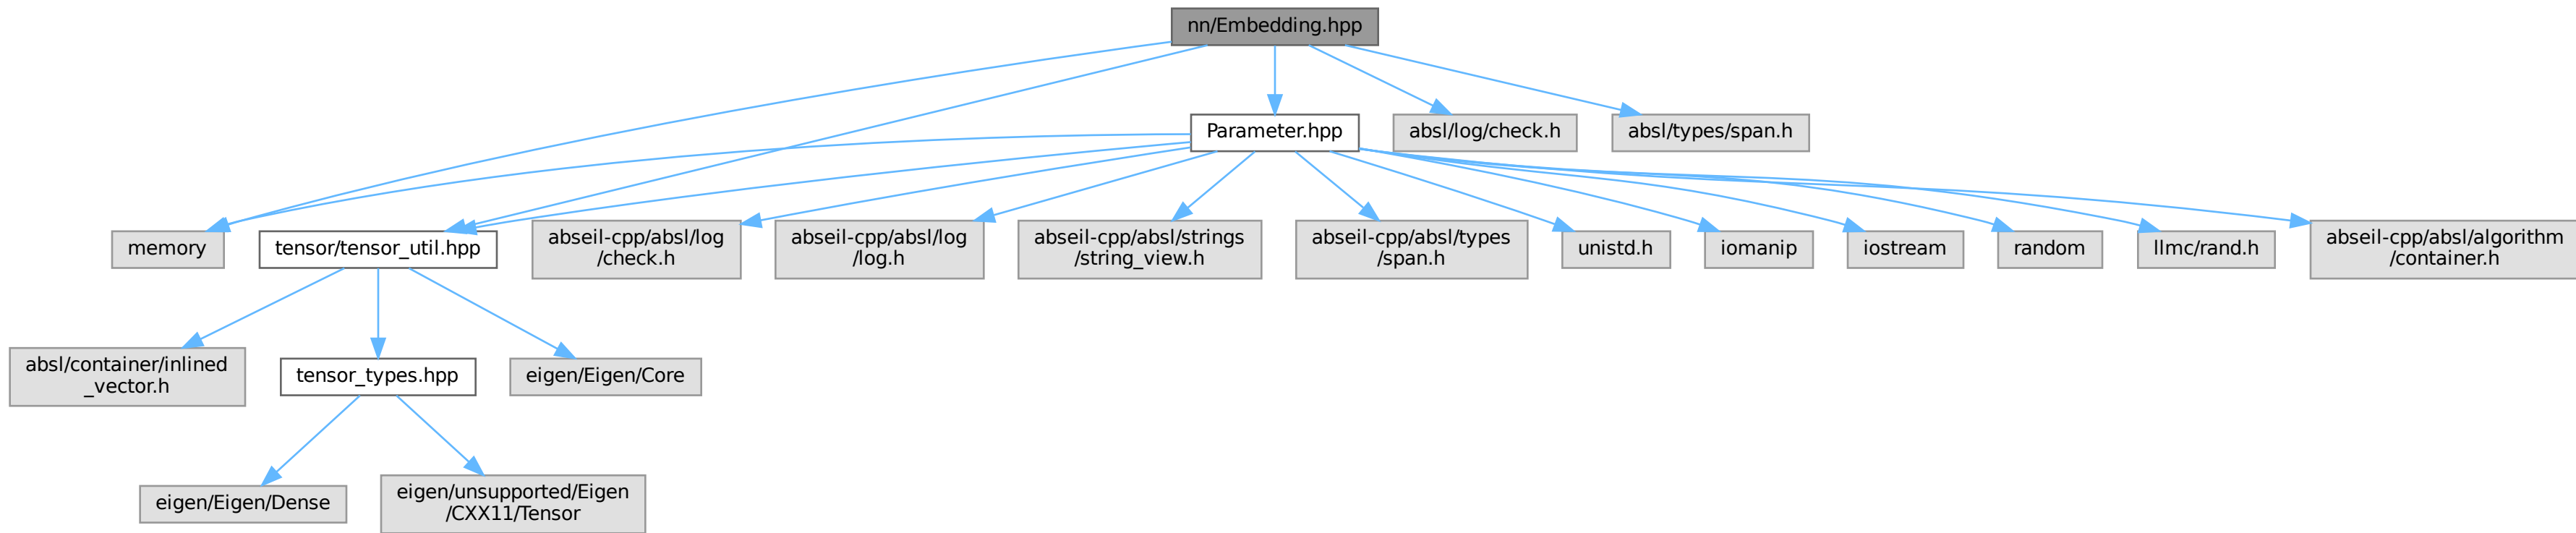 nn/Embedding.hpp
Parameter.hpp
absl/log/check.h
absl/types/span.h
memory
tensor/tensor_util.hpp
abseil-cpp/absl/log
/check.h
abseil-cpp/absl/log
/log.h
abseil-cpp/absl/strings
/string_view.h
abseil-cpp/absl/types
/span.h
unistd.h
iomanip
iostream
random
llmc/rand.h
abseil-cpp/absl/algorithm
/container.h
absl/container/inlined
_vector.h
tensor_types.hpp
eigen/Eigen/Core
eigen/Eigen/Dense
eigen/unsupported/Eigen
/CXX11/Tensor